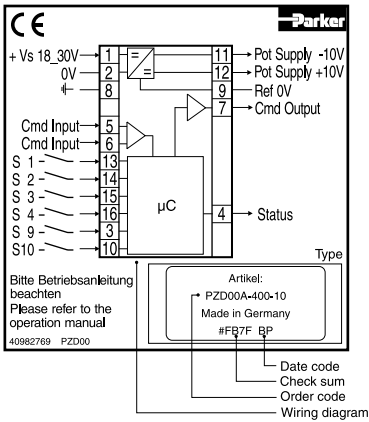 CE
Parker
+ Vs 18_30V 1 = 11 Pot Supply -10V
0V 2 = 12 Pot Supply +10V
8 9 Ref 0V
7 Cmd Output
Cmd Input 5
Cmd Input 6
S 1 13
S 2 14
S 3 15
S 4 16 µC 4 Status
S 9 3
S10 10
Type
Bitte Betriebsanleitung
beachten
Please refer to the
operation manual
40982769 PZD00
Artikel:
PZD00A-400-10
Made in Germany
#FB7F BP
Date code
Check sum
Order code
Wiring diagram